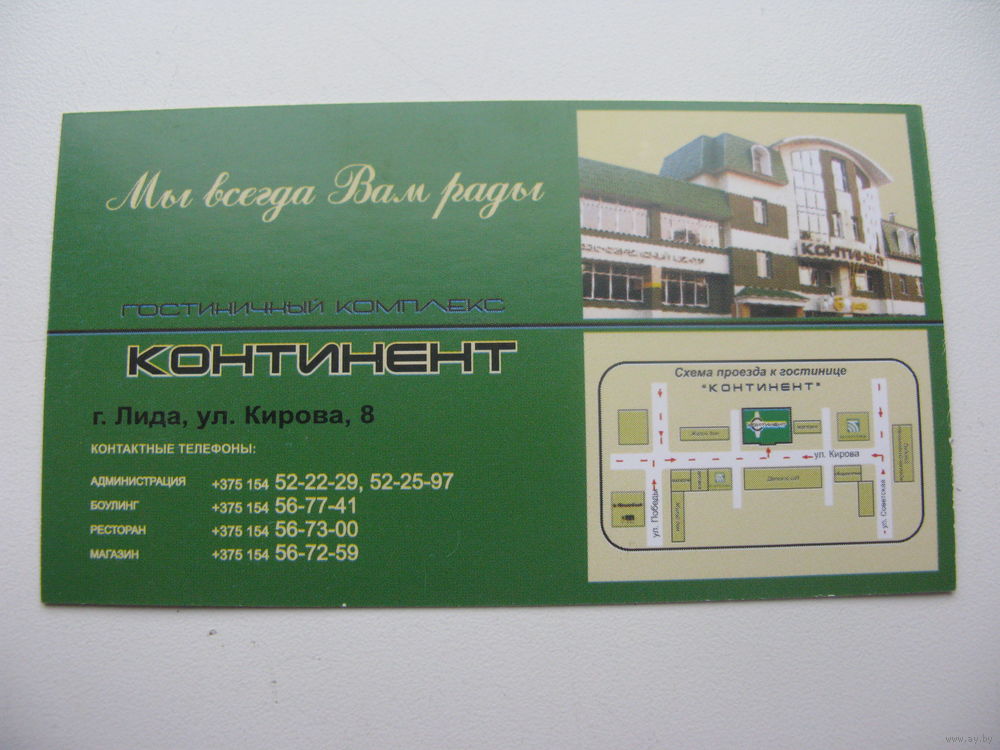 Мы всегда Вам рады
ГОСТИНИЧНЫЙ КОМПЛЕКС
КОНТИНЕНТ
г. Лида, ул. Кирова, 8
КОНТАКТНЫЕ ТЕЛЕФОНЫ:
АДМИНИСТРАЦИЯ +375 154 52-22-29, 52-25-97
БОУЛИНГ +375 154 56-77-41
РЕСТОРАН +375 154 56-73-00
МАГАЗИН +375 154 56-72-59
КОНТИНЕНТ
Схема проезда к гостинице
"КОНТИНЕНТ"
КОНТИНЕНТ
ул. Кирова
ул. Победы
ул. Советская
www.ay.by